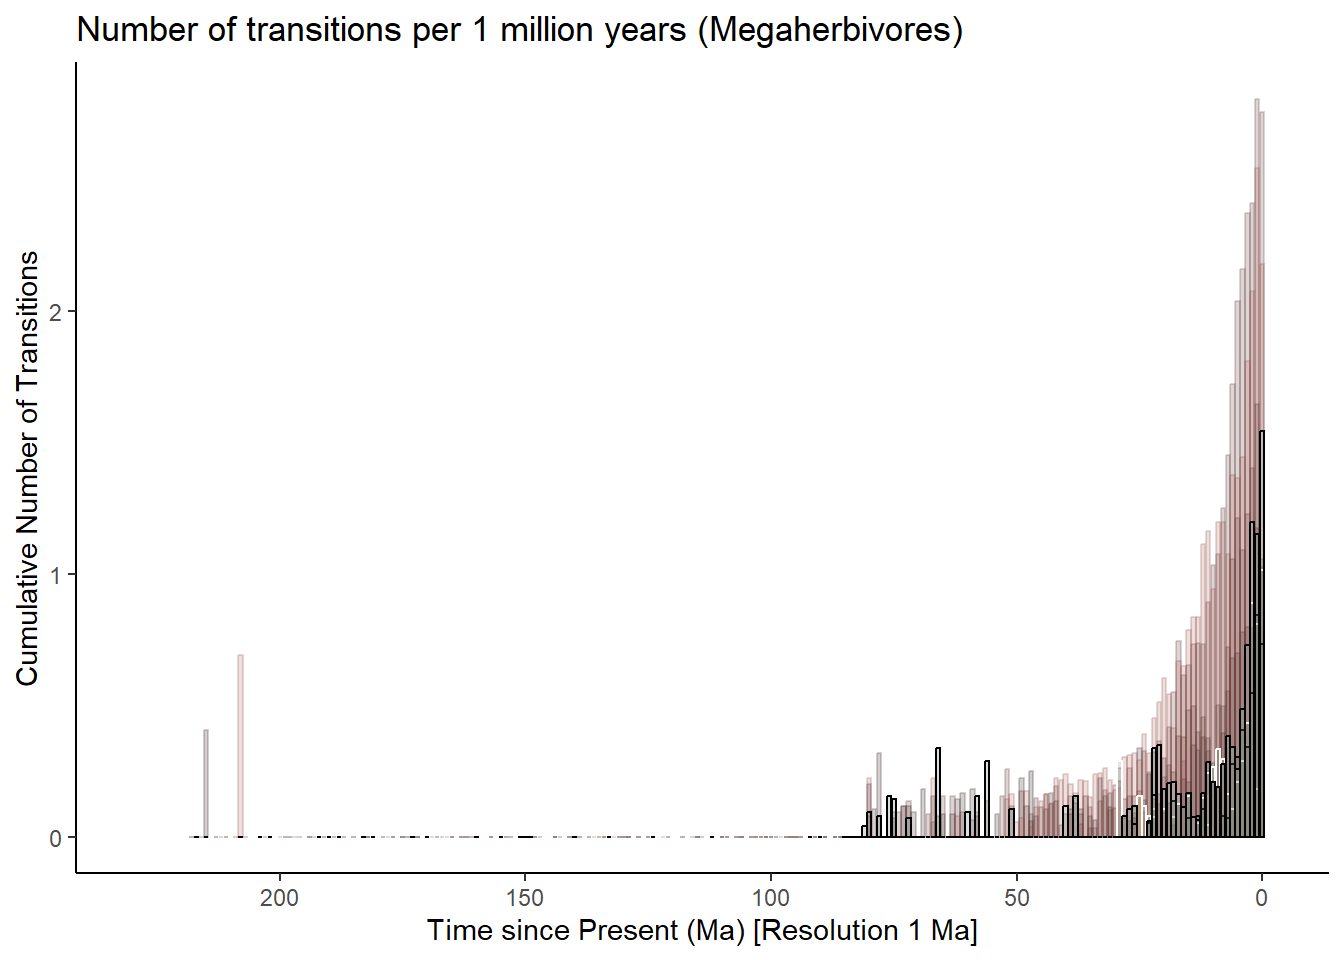 Number of transitions per 1 million years (Megaherbivores)
Cumulative Number of Transitions
2
1
0
200 150 100 50 0
Time since Present (Ma) [Resolution 1 Ma]